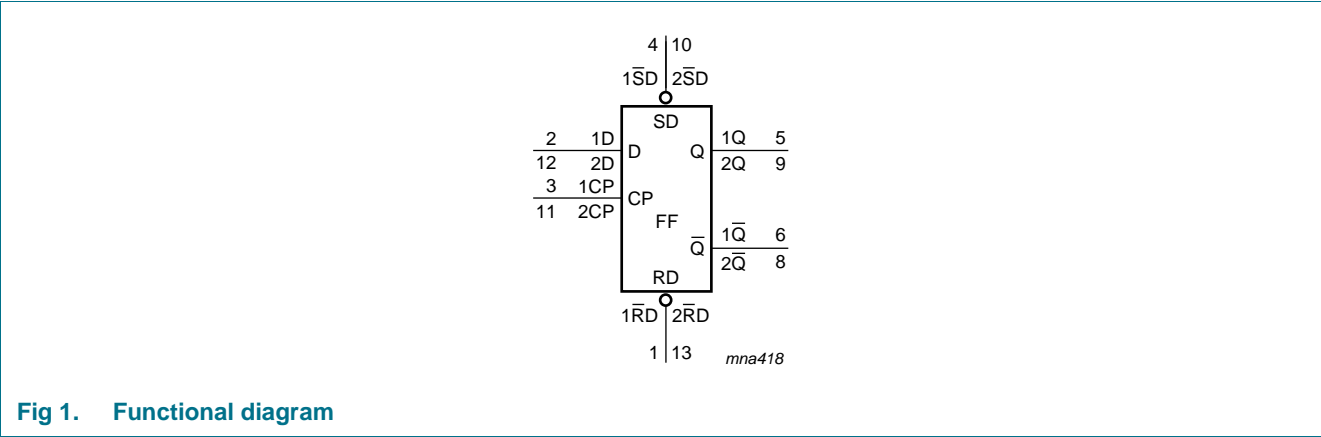 4 10
1S̅D 2S̅D
SD
2 1D D Q 1Q 5
12 2D 2Q 9
3 1CP CP
11 2CP
FF
Q̅ 1Q̅ 6
2Q̅ 8
RD
1R̅D 2R̅D
1 13 mna418
Fig 1. Functional diagram